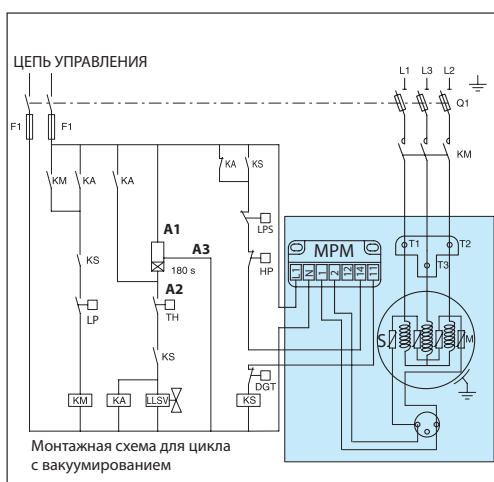 ЦЕПЬ УПРАВЛЕНИЯ
L1 L3 L2
F1 F1 Q1
KM KA KA KA KS KM
A1
A3
LPS
MPM
T1 T2
T3
180 s
HP
L1 N 1 2 12 14 11
KS
A2
LP TH
S M
KS
DGT
KM KA LLSV KS
Монтажная схема для цикла
с вакуумированием